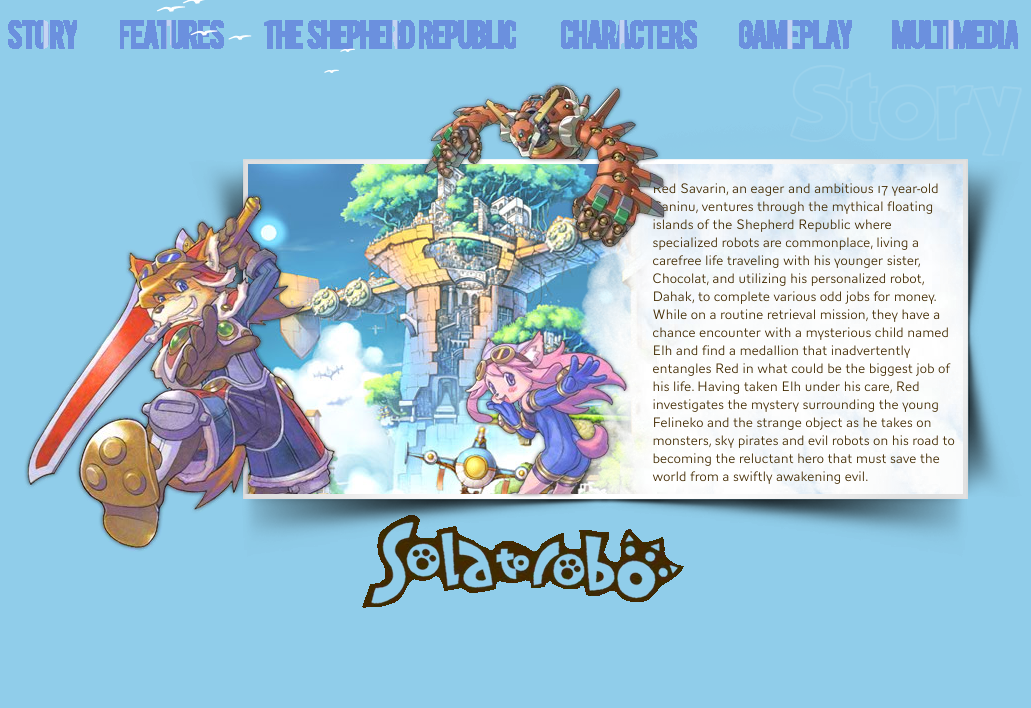 STORY FEATURES THE SHEPHERD REPUBLIC CHARACTERS GAMEPLAY MULTIMEDIA
Story
Red Savarin, an eager and ambitious 17 year-old
Caninu, ventures through the mythical floating
islands of the Shepherd Republic where
specialized robots are commonplace, living a
carefree life traveling with his younger sister,
Chocolat, and utilizing his personalized robot,
Dahak, to complete various odd jobs for money.
While on a routine retrieval mission, they have a
chance encounter with a mysterious child named
Elh and find a medallion that inadvertently
entangles Red in what could be the biggest job of
his life. Having taken Elh under his care, Red
investigates the mystery surrounding the young
Felineko and the strange object as he takes on
monsters, sky pirates and evil robots on his road to
becoming the reluctant hero that must save the
world from a swiftly awakening evil.
Solatorobo